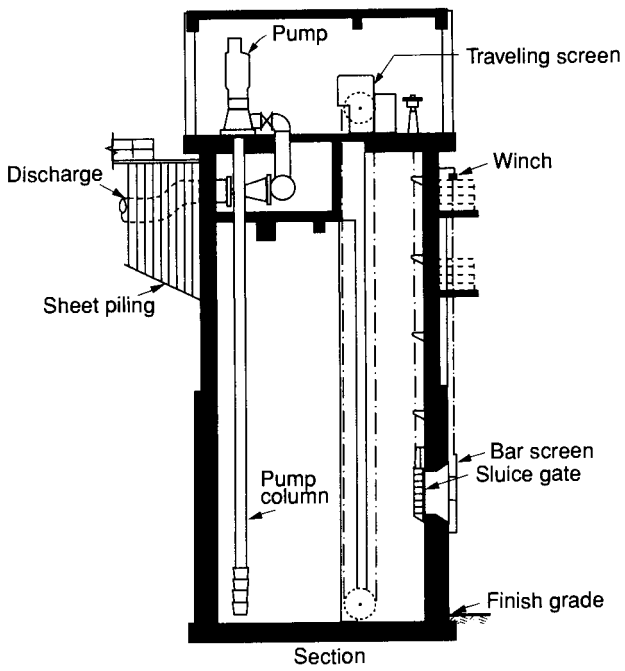 Pump
Traveling screen
Winch
Discharge
Sheet piling
Bar screen
Sluice gate
Pump
column
Finish grade
Section